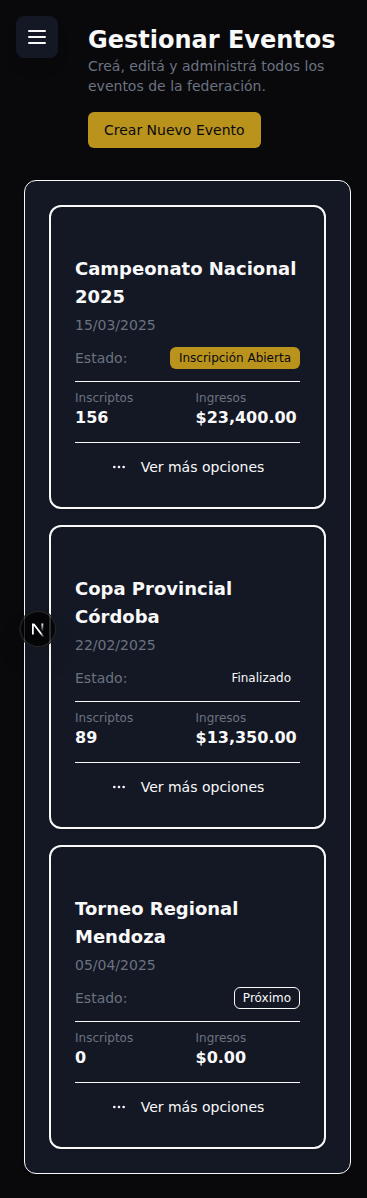 Gestionar Eventos
Creá, editá y administrá todos los
eventos de la federación.
Crear Nuevo Evento
Campeonato Nacional
2025
15/03/2025
Estado: Inscripción Abierta
Inscriptos Ingresos
156 $23,400.00
··· Ver más opciones
Copa Provincial
Córdoba
N
22/02/2025
Estado: Finalizado
Inscriptos Ingresos
89 $13,350.00
··· Ver más opciones
Torneo Regional
Mendoza
05/04/2025
Estado: Próximo
Inscriptos Ingresos
0 $0.00
··· Ver más opciones